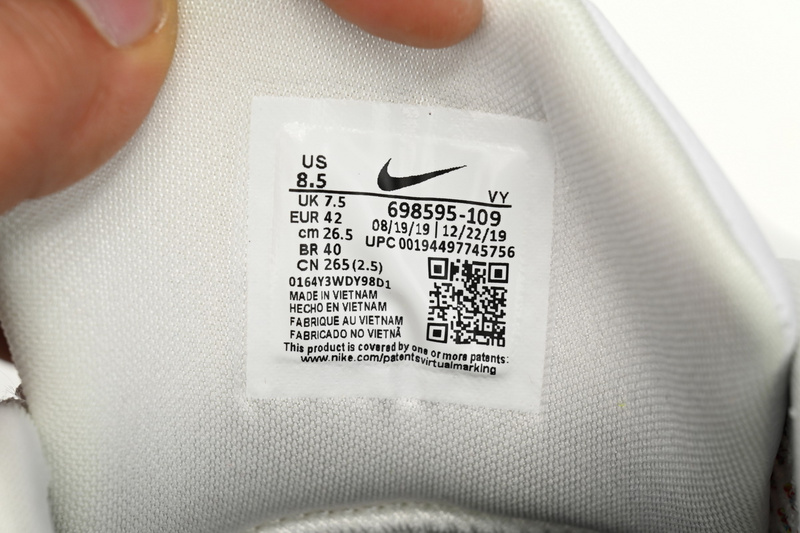 US
8.5
VY
UK 7.5
EUR 42
cm 26.5
BR 40
CN 265(2.5)
698595-109
08/19/19 | 12/22/19
UPC 00194497745756
0164Y3WDY98D1
MADE IN VIETNAM
HECHO EN VIETNAM
FABRIQUE AU VIETNAM
FABRICADO NO VIETNÃ
This product is covered by one or more patents:
www.nike.com/patentsvirtualmarking